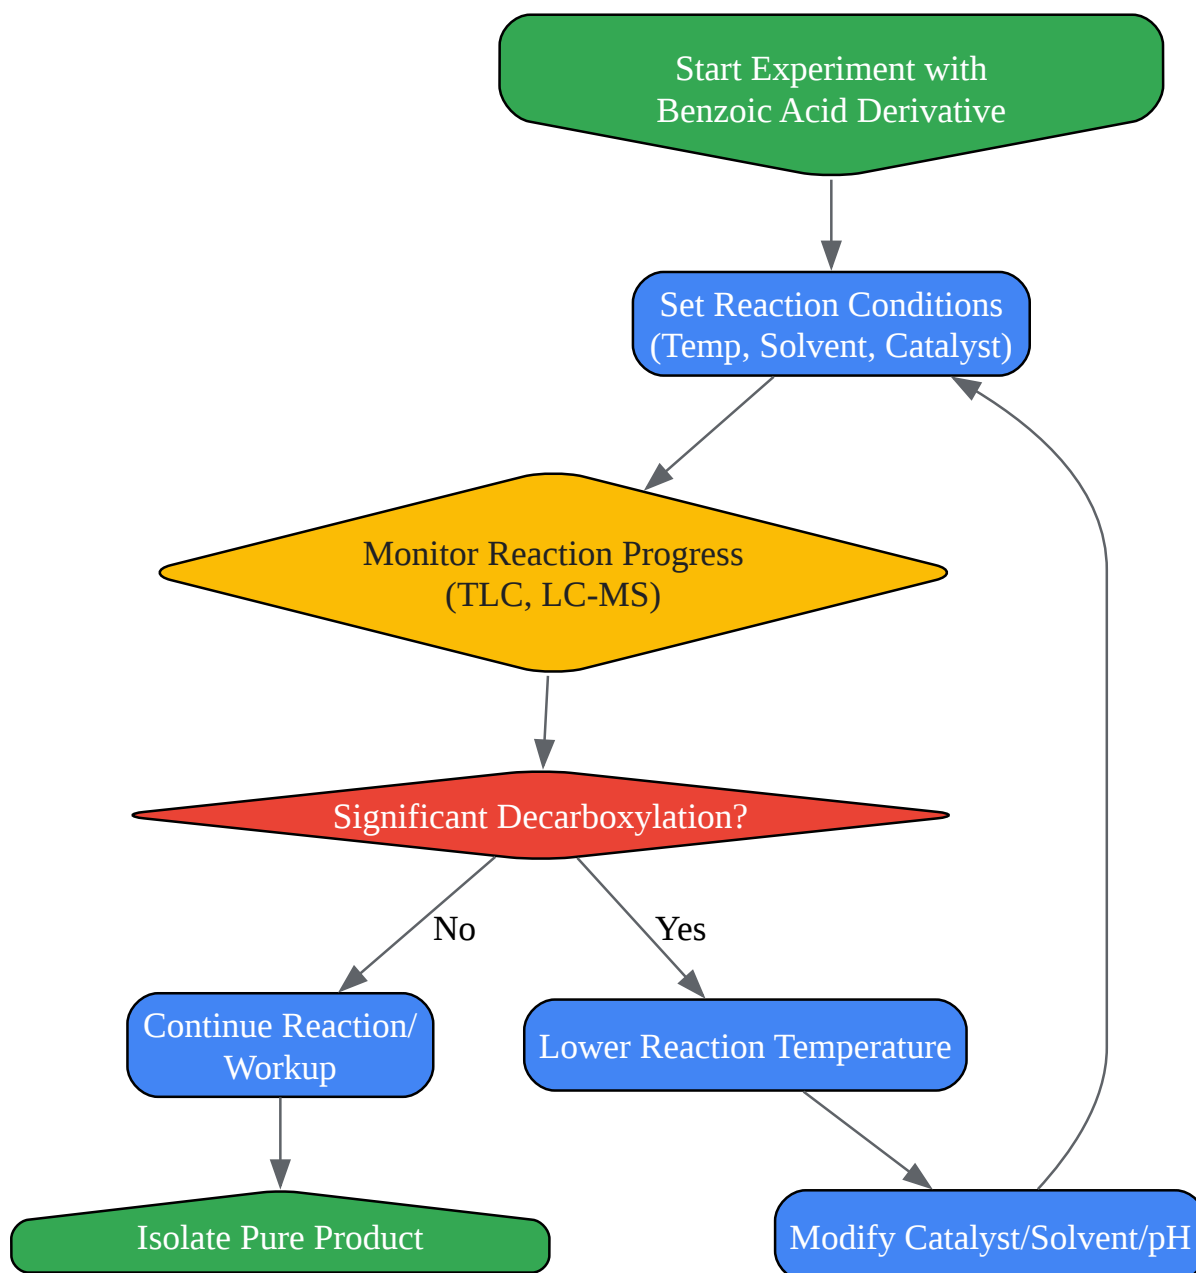 Start Experiment with
Benzoic Acid Derivative
Set Reaction Conditions
(Temp, Solvent, Catalyst)
Monitor Reaction Progress
(TLC, LC-MS)
Significant Decarboxylation?
No
Yes
Continue Reaction/
Workup
Lower Reaction Temperature
Isolate Pure Product
Modify Catalyst/Solvent/pH